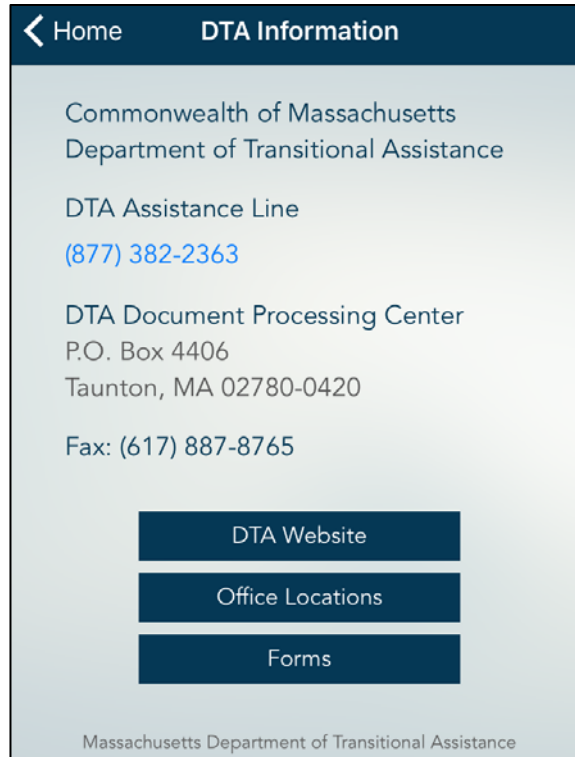 Home DTA Information
Commonwealth of Massachusetts
Department of Transitional Assistance
DTA Assistance Line
(877) 382-2363
DTA Document Processing Center
P.O. Box 4406
Taunton, MA 02780-0420
Fax: (617) 887-8765
DTA Website
Office Locations
Forms
Massachusetts Department of Transitional Assistance